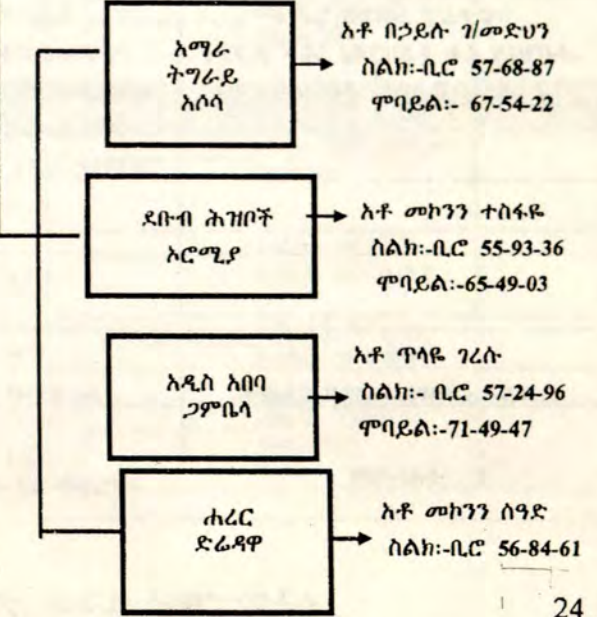 አማራ
ትግራይ
አሶሳ
አቶ በኃይሉ ገ/መድህን
ስልክ:-ቢሮ 57-68-87
ሞባይል:- 67-54-22
ደቡብ ሕዝቦች
ኦሮሚያ
አቶ መኮንን ተስፋዬ
ስልክ:-ቢሮ 55-93-36
ሞባይል:-65-49-03
አዲስ አበባ
ጋምቤላ
አቶ ጥላዬ ገረሱ
ስልክ:- ቢሮ 57-24-96
ሞባይል:-71-49-47
ሐረር
ድሬዳዋ
አቶ መኮንን ሰዓድ
ስልክ:-ቢሮ 56-84-61
24